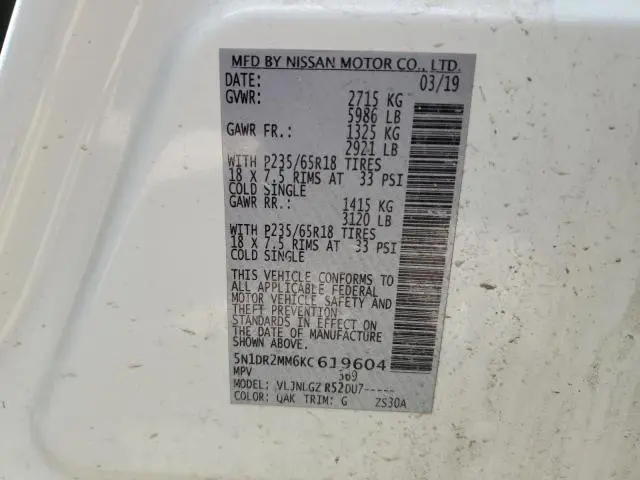 MFD BY NISSAN MOTOR CO., LTD.
DATE: 03/19
GVWR: 2715 KG
5986 LB
GAWR FR.: 1325 KG
2921 LB
WITH P235/65R18 TIRES
18 X 7.5 RIMS AT 33 PSI
COLD SINGLE
GAWR RR.: 1415 KG
3120 LB
WITH P235/65R18 TIRES
18 X 7.5 RIMS AT 33 PSI
COLD SINGLE
THIS VEHICLE CONFORMS TO
ALL APPLICABLE FEDERAL
MOTOR VEHICLE SAFETY AND
THEFT PREVENTION
STANDARDS IN EFFECT ON
THE DATE OF MANUFACTURE
SHOWN ABOVE.
5N1DR2MM6KC619604
MPV 569
MODEL: VLJNLGZ R52DU7-----
COLOR: QAK TRIM: G ZS30A